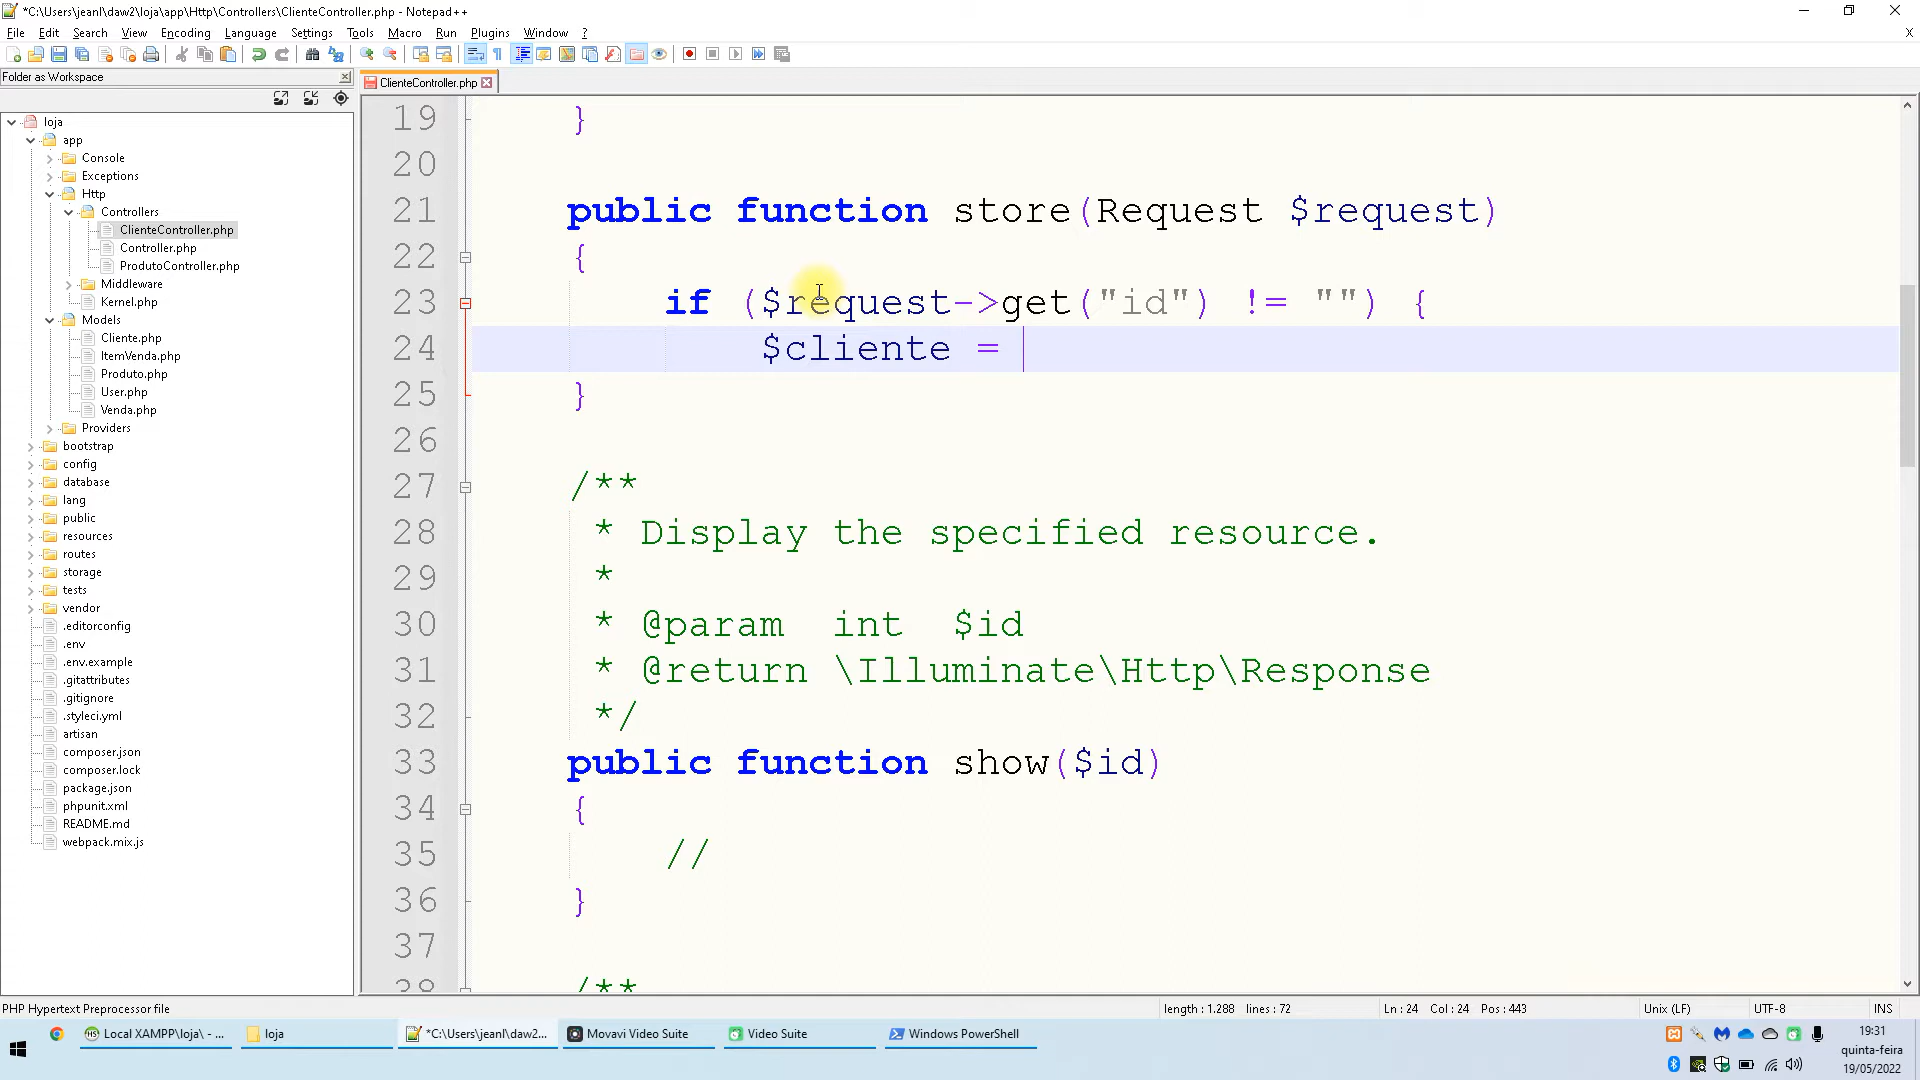 *C:\Users\jeanl\daw2\loja\app\Http\Controllers\ClienteController.php - Notepad++
File Edit Search View Encoding Language Settings Tools Macro Run Plugins Window ? X
Folder as Workspace
ClienteController.php
loja
app
Console
Exceptions
Http
Controllers
ClienteController.php
Controller.php
ProdutoController.php
Middleware
Kernel.php
Models
Cliente.php
ItemVenda.php
Produto.php
User.php
Venda.php
Providers
bootstrap
config
database
lang
public
resources
routes
storage
tests
vendor
.editorconfig
.env
.env.example
.gitattributes
.gitignore
.styleci.yml
artisan
composer.json
composer.lock
package.json
phpunit.xml
README.md
webpack.mix.js
19 }
20
21 public function store(Request $request)
22 {
23 if ($request->get("id") != "") {
24 $cliente =
25 }
26
27 /**
28 * Display the specified resource.
29 *
30 * @param int $id
31 * @return \Illuminate\Http\Response
32 */
33 public function show($id)
34 {
35 //
36 }
37
38 /**
PHP Hypertext Preprocessor file length : 1.288 lines : 72 Ln : 24 Col : 24 Pos : 443 Unix (LF) UTF-8 INS
Local XAMPP\loja\ - ... loja *C:\Users\jeanl\daw2... Movavi Video Suite Video Suite Windows PowerShell
19:31
quinta-feira
19/05/2022